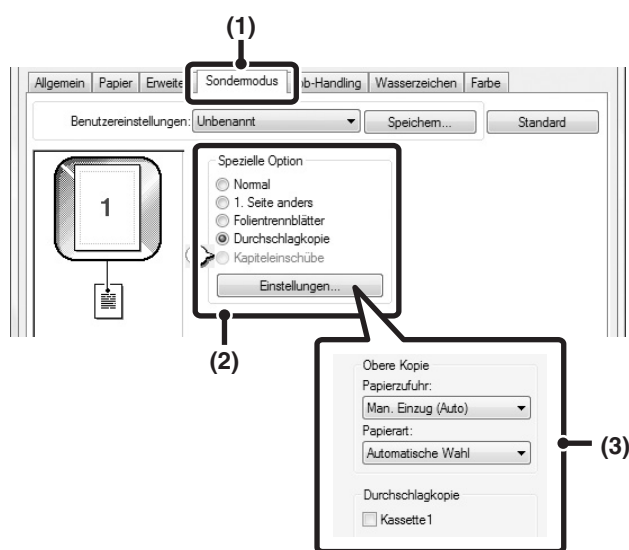 (1)
Allgemein Papier Erweite Sondermodus ob-Handling Wasserzeichen Farbe
Benutzereinstellungen: Unbenannt Speichern... Standard
Spezielle Option
Normal
1. Seite anders
Folientrennblätter
Durchschlagkopie
Kapiteleinschübe
Einstellungen...
1
(2)
Obere Kopie
Papierzufuhr:
Man. Einzug (Auto)
Papierart:
Automatische Wahl
(3)
Durchschlagkopie
Kassette1